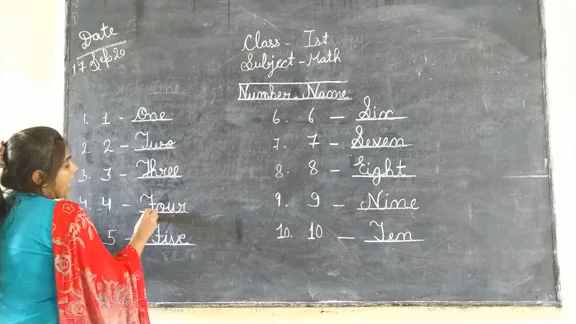 Date
17 Sep 20
Class - Ist
Subject - Math
Number Name
1. 1 - One
2. 2 - Two
3. 3 - Three
4. 4 - Four
5 - Five
6. 6 - Six
7. 7 - Seven
8. 8 - Eight
9. 9 - Nine
10. 10 - Ten